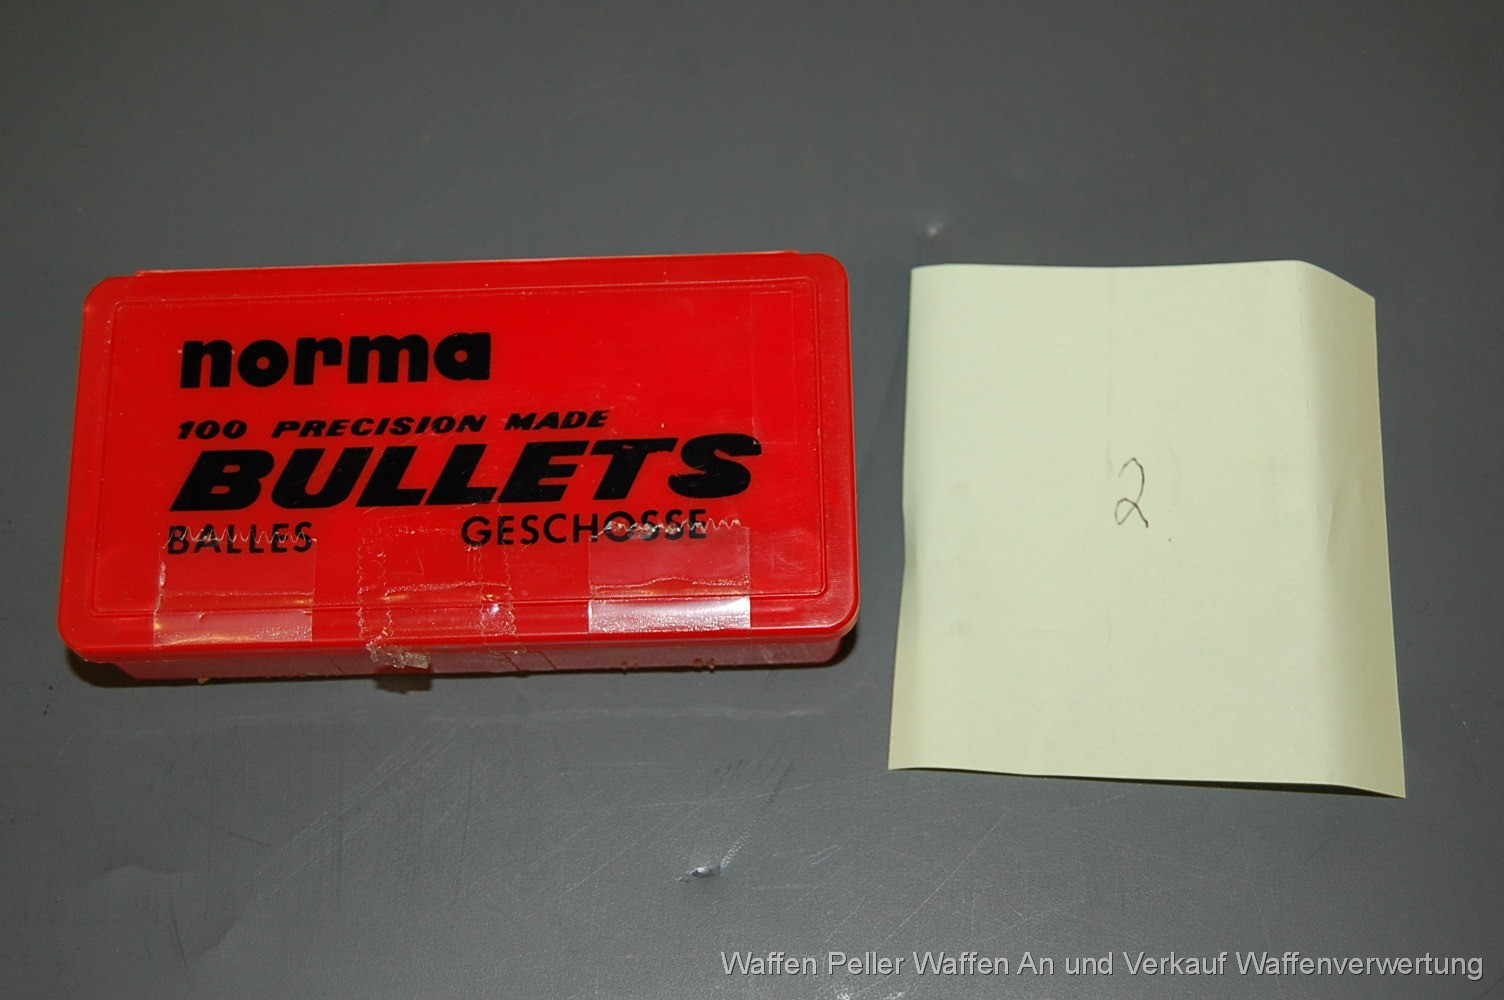 norma
100 PRECISION MADE
BULLETS
BALLES GESCHOSSE
2
Waffen Peller Waffen An und Verkauf Waffenverwertung